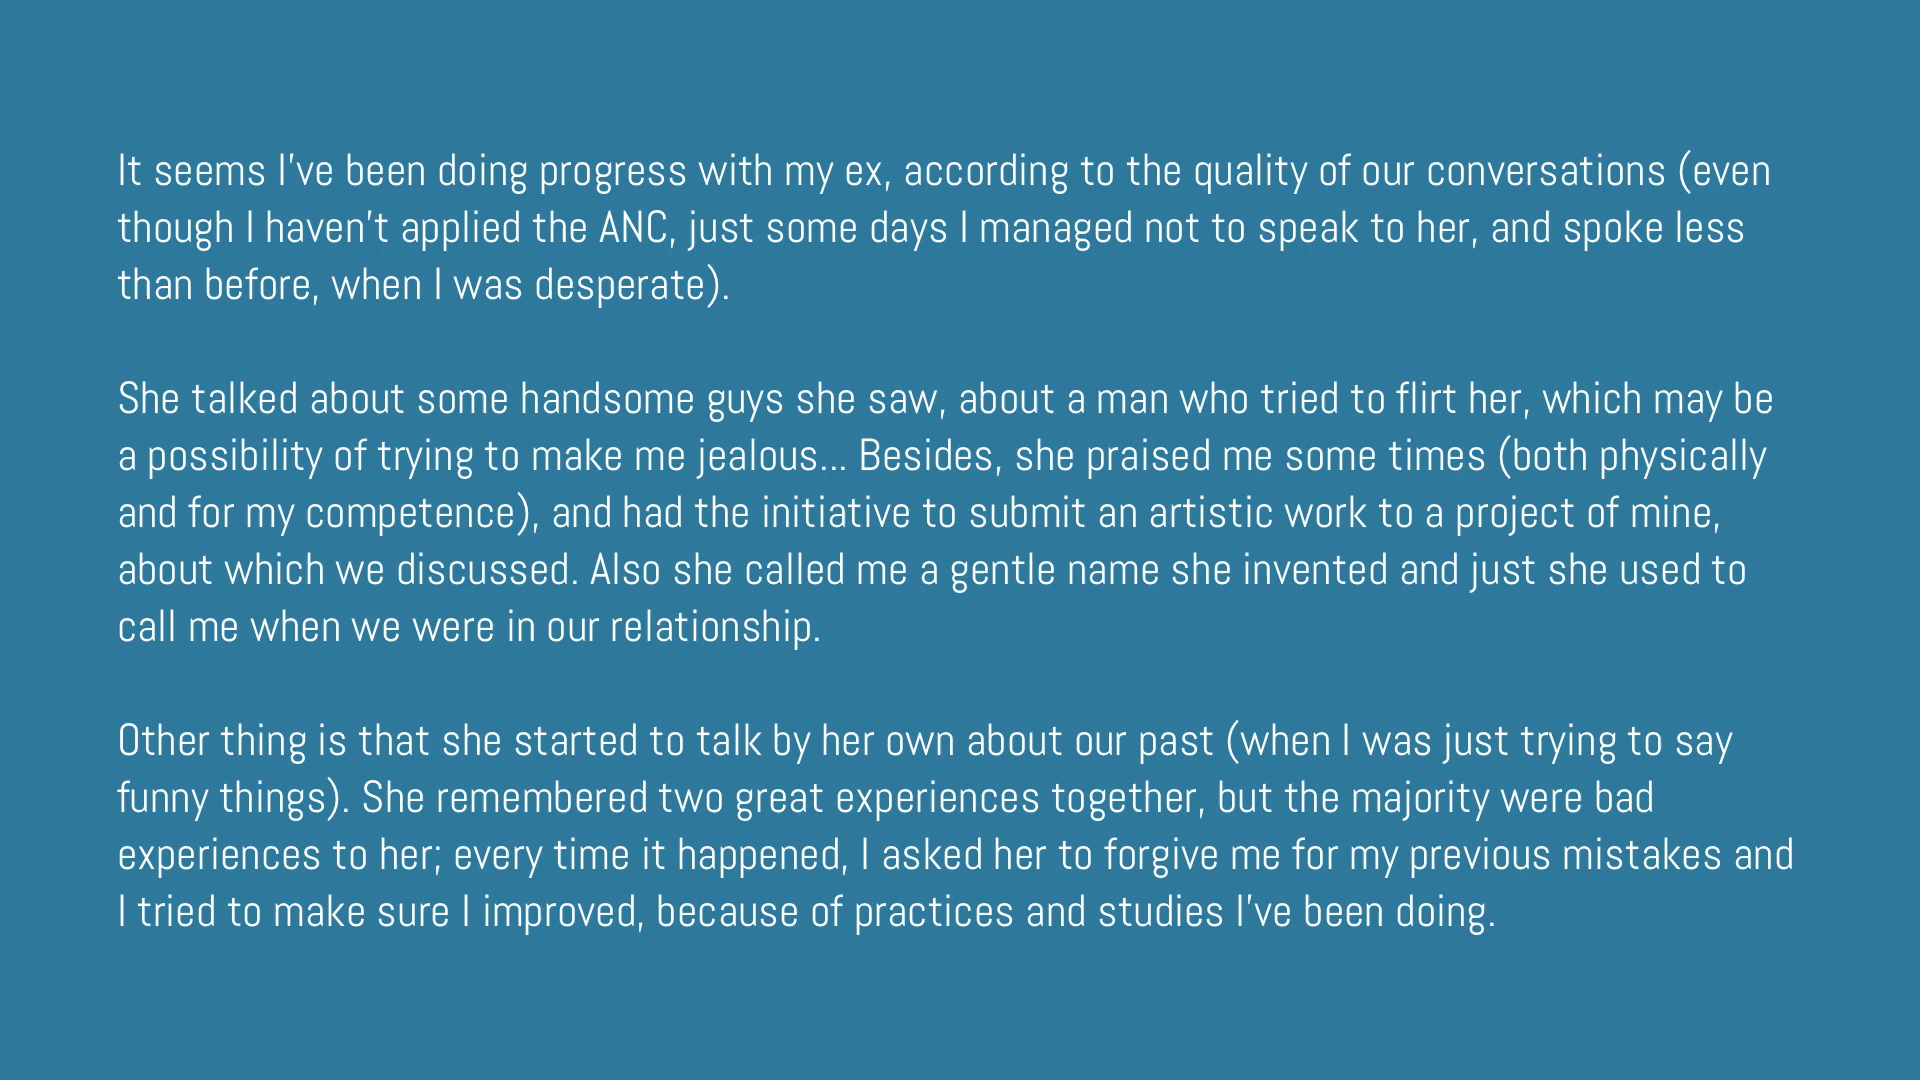 It seems I've been doing progress with my ex, according to the quality of our conversations (even
though I haven't applied the ANC, just some days I managed not to speak to her, and spoke less
than before, when I was desperate).
She talked about some handsome guys she saw, about a man who tried to flirt her, which may be
a possibility of trying to make me jealous... Besides, she praised me some times (both physically
and for my competence), and had the initiative to submit an artistic work to a project of mine,
about which we discussed. Also she called me a gentle name she invented and just she used to
call me when we were in our relationship.
Other thing is that she started to talk by her own about our past (when I was just trying to say
funny things). She remembered two great experiences together, but the majority were bad
experiences to her; every time it happened, I asked her to forgive me for my previous mistakes and
I tried to make sure I improved, because of practices and studies I've been doing.